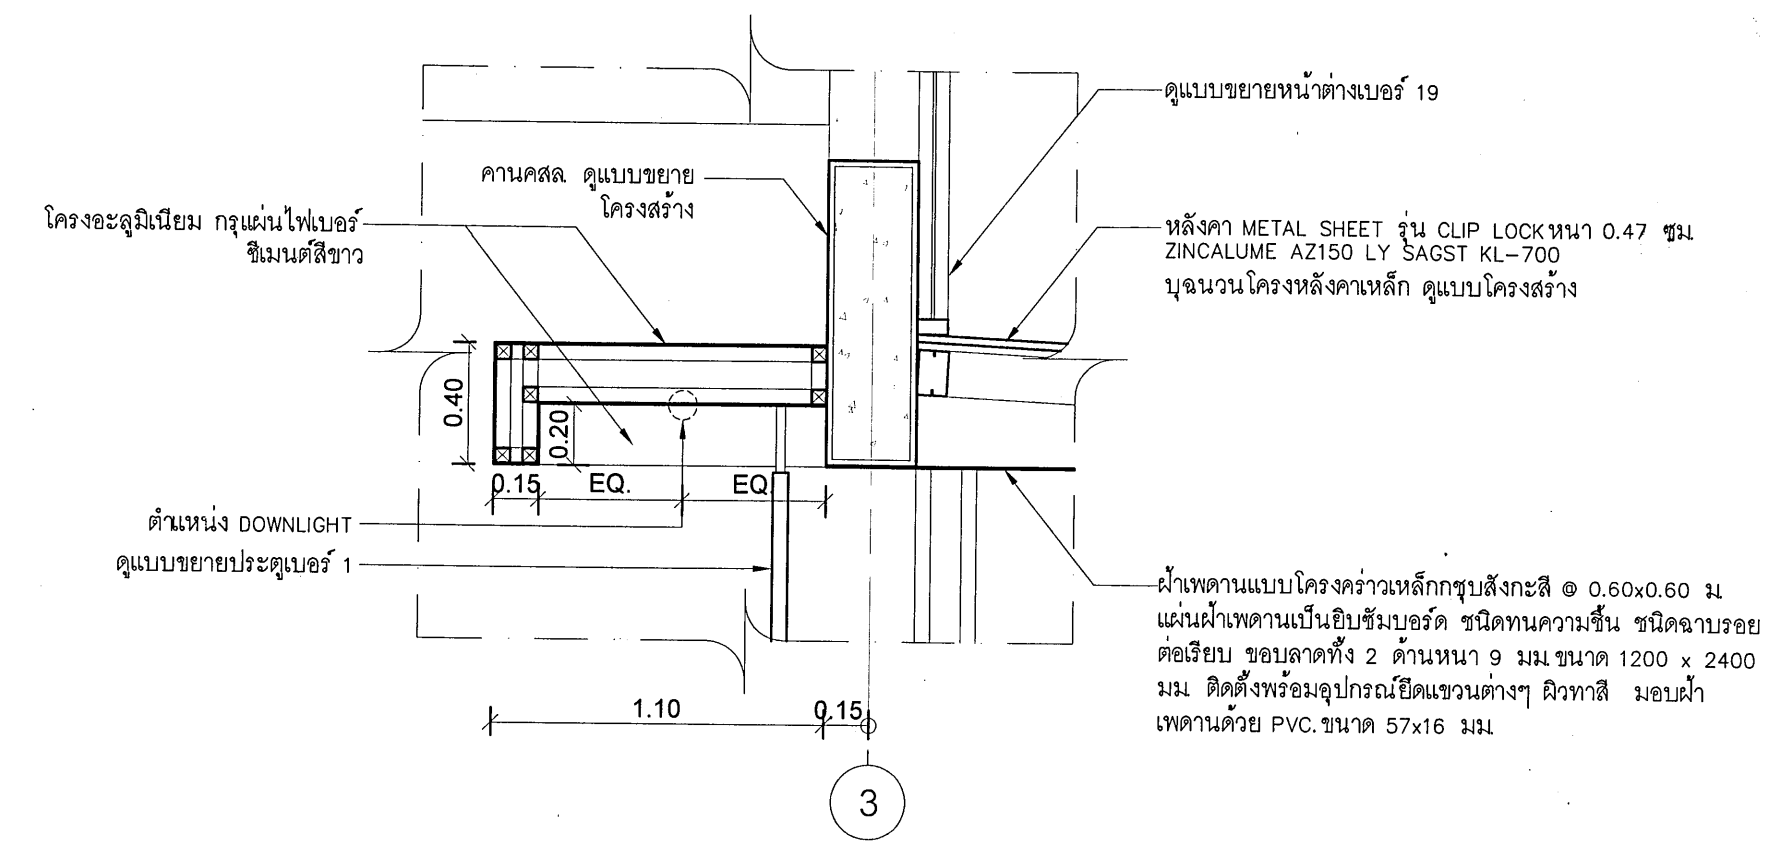 ดูแบบขยายหน้าต่างเบอร์ 19
คานคสล. ดูแบบขยาย
โครงสร้าง
โครงอะลูมิเนียม กรุแผ่นไฟเบอร์
ซีเมนต์สีขาว
หลังคา METAL SHEET รุ่น CLIP LOCK หนา 0.47 ซม.
ZINCALUME AZ150 LY SAGST KL-700
บุฉนวนโครงหลังคาเหล็ก ดูแบบโครงสร้าง
0.40
0.20
0.15
EQ.
EQ.
ตำแหน่ง DOWNLIGHT
ดูแบบขยายประตูเบอร์ 1
ฝ้าเพดานแบบโครงคร่าวเหล็กกชุบสังกะสี @ 0.60x0.60 ม.
แผ่นฝ้าเพดานเป็นยิบซัมบอร์ด ชนิดทนความชื้น ชนิดฉาบรอย
ต่อเรียบ ขอบลาดทั้ง 2 ด้านหนา 9 มม.ขนาด 1200 x 2400
มม. ติดตั้งพร้อมอุปกรณ์ยึดแขวนต่างๆ ผิวทาสี มอบฝ้า
เพดานด้วย PVC.ขนาด 57x16 มม.
1.10
0.15
3